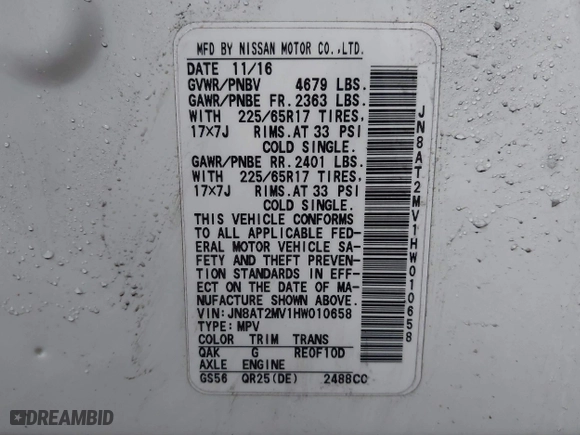 MFD BY NISSAN MOTOR CO.,LTD.
DATE 11/16
GVWR/PNBV 4679 LBS.
GAWR/PNBE FR.2363 LBS.
WITH 225/65R17 TIRES,
17×7J RIMS.AT 33 PSI
COLD SINGLE.
GAWR/PNBE RR.2401 LBS.
WITH 225/65R17 TIRES,
17×7J RIMS.AT 33 PSI
COLD SINGLE.
THIS VEHICLE CONFORMS
TO ALL APPLICABLE FED-
ERAL MOTOR VEHICLE SA-
FETY AND THEFT PREVEN-
TION STANDARDS IN EFF-
ECT ON THE DATE OF MA-
NUFACTURE SHOWN ABOVE.
VIN:JN8AT2MV1HW010658
TYPE:MPV
COLOR TRIM TRANS
QAK G RE0F10D
AXLE ENGINE
GS56 QR25(DE) 2488CC
JN8AT2MV1HW010658
DREAMBID